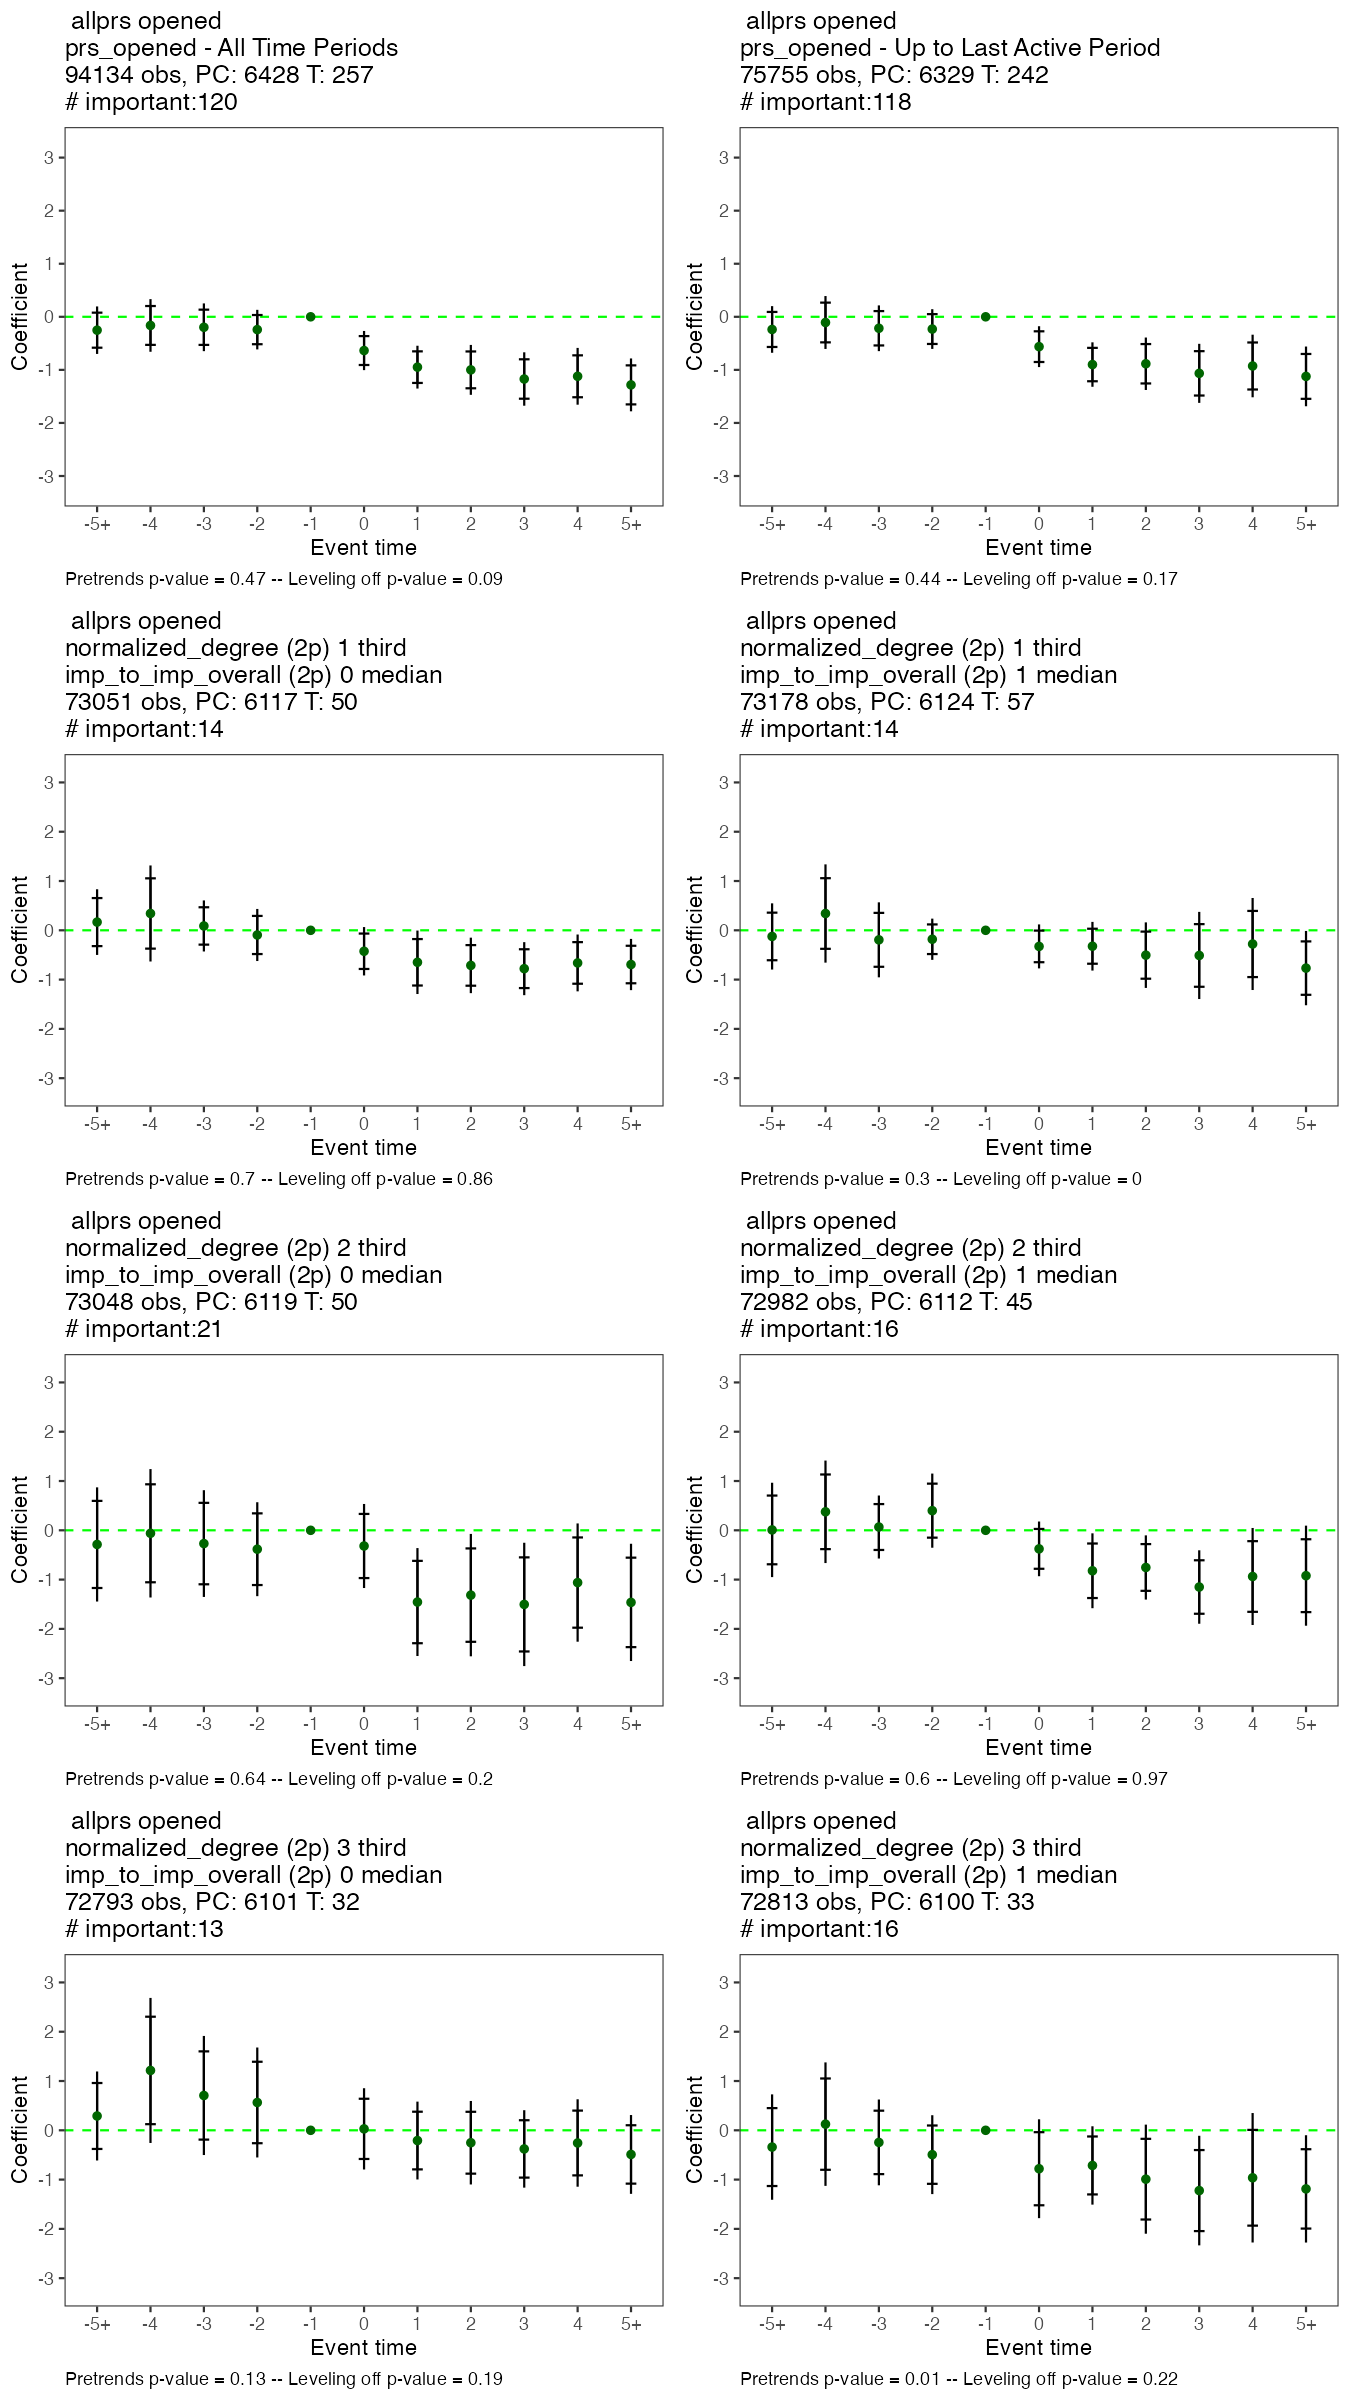 allprs opened
prs_opened - All Time Periods
94134 obs, PC: 6428 T: 257
# important:120
3
2
1
0
-1
-2
-3
Coefficient
-5+ -4 -3 -2 -1 0 1 2 3 4 5+
Event time
Pretrends p-value = 0.47 -- Leveling off p-value = 0.09
allprs opened
prs_opened - Up to Last Active Period
75755 obs, PC: 6329 T: 242
# important:118
3
2
1
0
-1
-2
-3
Coefficient
-5+ -4 -3 -2 -1 0 1 2 3 4 5+
Event time
Pretrends p-value = 0.44 -- Leveling off p-value = 0.17
allprs opened
normalized_degree (2p) 1 third
imp_to_imp_overall (2p) 0 median
73051 obs, PC: 6117 T: 50
# important:14
3
2
1
0
-1
-2
-3
Coefficient
-5+ -4 -3 -2 -1 0 1 2 3 4 5+
Event time
Pretrends p-value = 0.7 -- Leveling off p-value = 0.86
allprs opened
normalized_degree (2p) 1 third
imp_to_imp_overall (2p) 1 median
73178 obs, PC: 6124 T: 57
# important:14
3
2
1
0
-1
-2
-3
Coefficient
-5+ -4 -3 -2 -1 0 1 2 3 4 5+
Event time
Pretrends p-value = 0.3 -- Leveling off p-value = 0
allprs opened
normalized_degree (2p) 2 third
imp_to_imp_overall (2p) 0 median
73048 obs, PC: 6119 T: 50
# important:21
3
2
1
0
-1
-2
-3
Coefficient
-5+ -4 -3 -2 -1 0 1 2 3 4 5+
Event time
Pretrends p-value = 0.64 -- Leveling off p-value = 0.2
allprs opened
normalized_degree (2p) 2 third
imp_to_imp_overall (2p) 1 median
72982 obs, PC: 6112 T: 45
# important:16
3
2
1
0
-1
-2
-3
Coefficient
-5+ -4 -3 -2 -1 0 1 2 3 4 5+
Event time
Pretrends p-value = 0.6 -- Leveling off p-value = 0.97
allprs opened
normalized_degree (2p) 3 third
imp_to_imp_overall (2p) 0 median
72793 obs, PC: 6101 T: 32
# important:13
3
2
1
0
-1
-2
-3
Coefficient
-5+ -4 -3 -2 -1 0 1 2 3 4 5+
Event time
Pretrends p-value = 0.13 -- Leveling off p-value = 0.19
allprs opened
normalized_degree (2p) 3 third
imp_to_imp_overall (2p) 1 median
72813 obs, PC: 6100 T: 33
# important:16
3
2
1
0
-1
-2
-3
Coefficient
-5+ -4 -3 -2 -1 0 1 2 3 4 5+
Event time
Pretrends p-value = 0.01 -- Leveling off p-value = 0.22